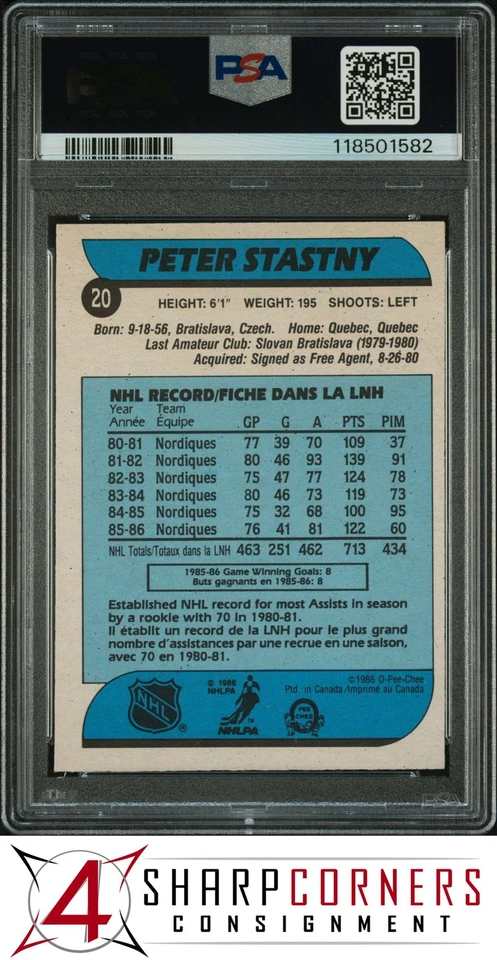 PSA
118501582
PETER STASTNY
20
HEIGHT: 6'1" WEIGHT: 195 SHOOTS: LEFT
Born: 9-18-56, Bratislava, Czech. Home: Quebec, Quebec
Last Amateur Club: Slovan Bratislava (1979-1980)
Acquired: Signed as Free Agent, 8-26-80
NHL RECORD/FICHE DANS LA LNH
Year Team
Année Équipe GP G A PTS PIM
80-81 Nordiques 77 39 70 109 37
81-82 Nordiques 80 46 93 139 91
82-83 Nordiques 75 47 77 124 78
83-84 Nordiques 80 46 73 119 73
84-85 Nordiques 75 32 68 100 95
85-86 Nordiques 76 41 81 122 60
NHL Totals/Totaux dans la LNH 463 251 462 713 434
1985-86 Game Winning Goals: 8
Buts gagnants en 1985-86: 8
Established NHL record for most Assists in season
by a rookie with 70 in 1980-81.
Il établit un record de la LNH pour le plus grand
nombre d'assistances par une recrue en une saison,
avec 70 en 1980-81.
© 1986
NHLPA
©1986 O-Pee-Chee
Ptd. in Canada/Imprimé au Canada
NHL
®
NHLPA
™
O
PEE
CHEE
PSA
4 SHARPCORNERS
CONSIGNMENT